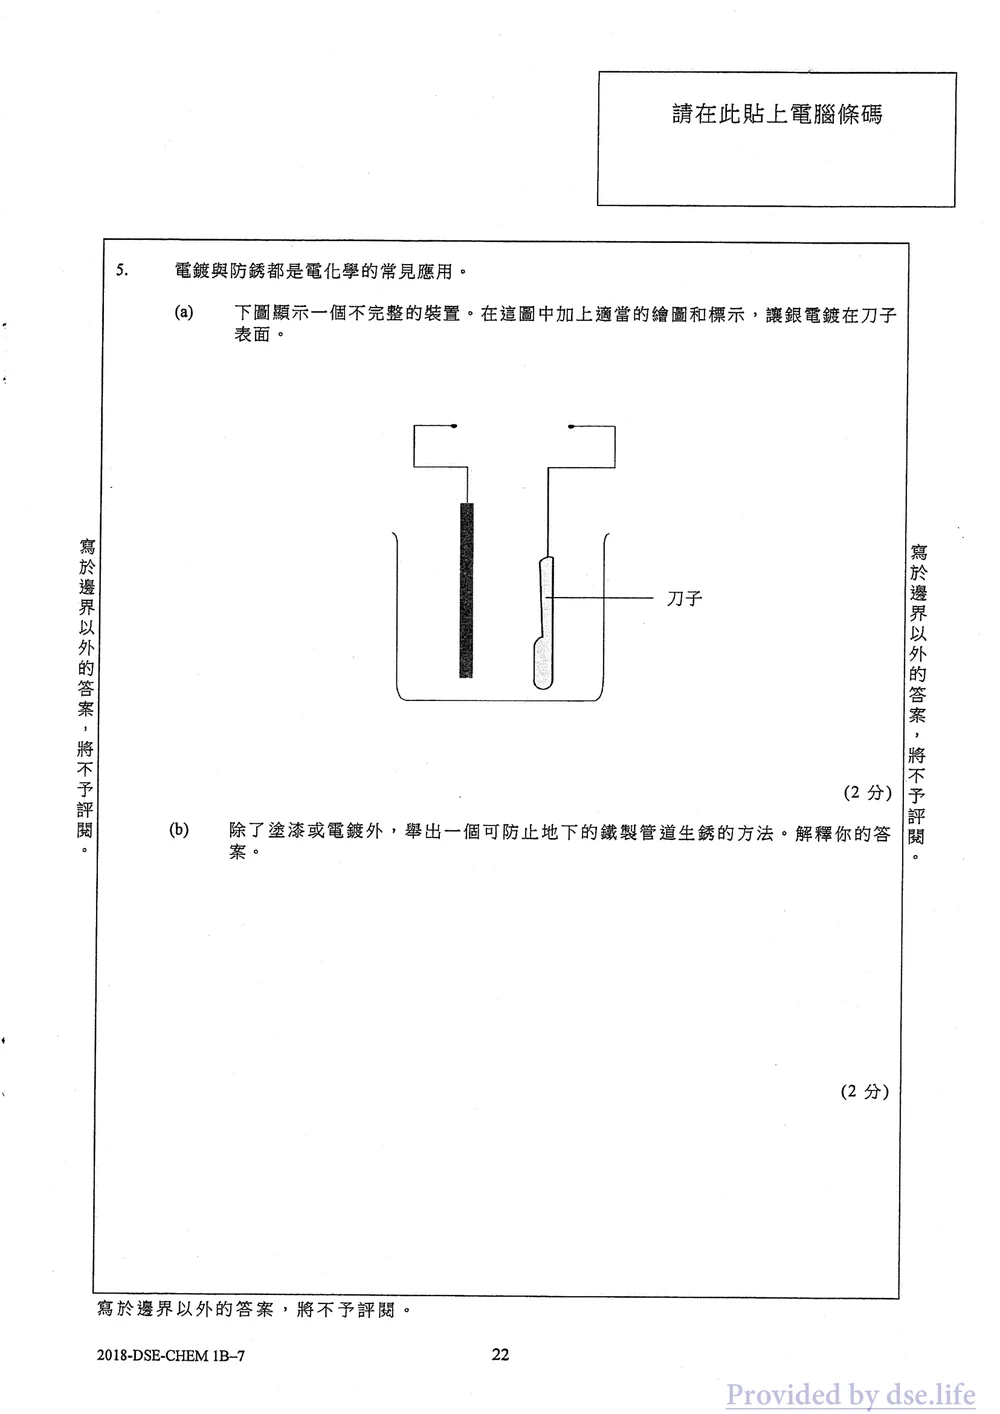 請在此貼上電腦條碼
5. 電鍍與防銹都是電化學的常見應用。
(a) 下圖顯示一個不完整的裝置。在這圖中加上適當的繪圖和標示，讓銀電鍍在刀子
表面。
刀子
(2 分)
(b) 除了塗漆或電鍍外，舉出一個可防止地下的鐵製管道生銹的方法。解釋你的答
案。
(2 分)
寫於邊界以外的答案，將不予評閱。
寫於邊界以外的答案，將不予評閱。
寫於邊界以外的答案，將不予評閱。
2018-DSE-CHEM 1B–7
22
Provided by dse.life